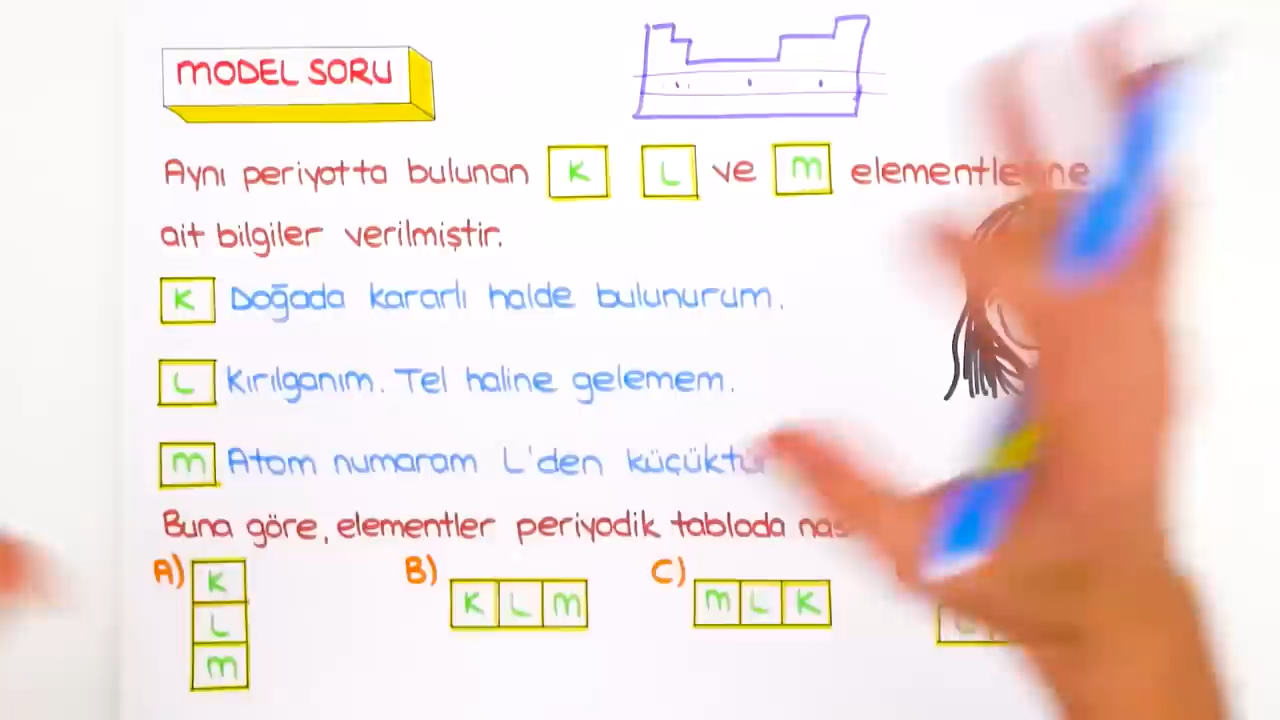 MODEL SORU
Aynı periyotta bulunan K L ve M
ait bilgiler verilmiştir.
K Doğada kararlı halde bulunurum.
L Kırılganım. Tel haline gelemem.
M Atom numaram L'den küçüktür
Buna göre, elementler periyodik tabloda
A) B) C)
K
L
M
K L M
M L K